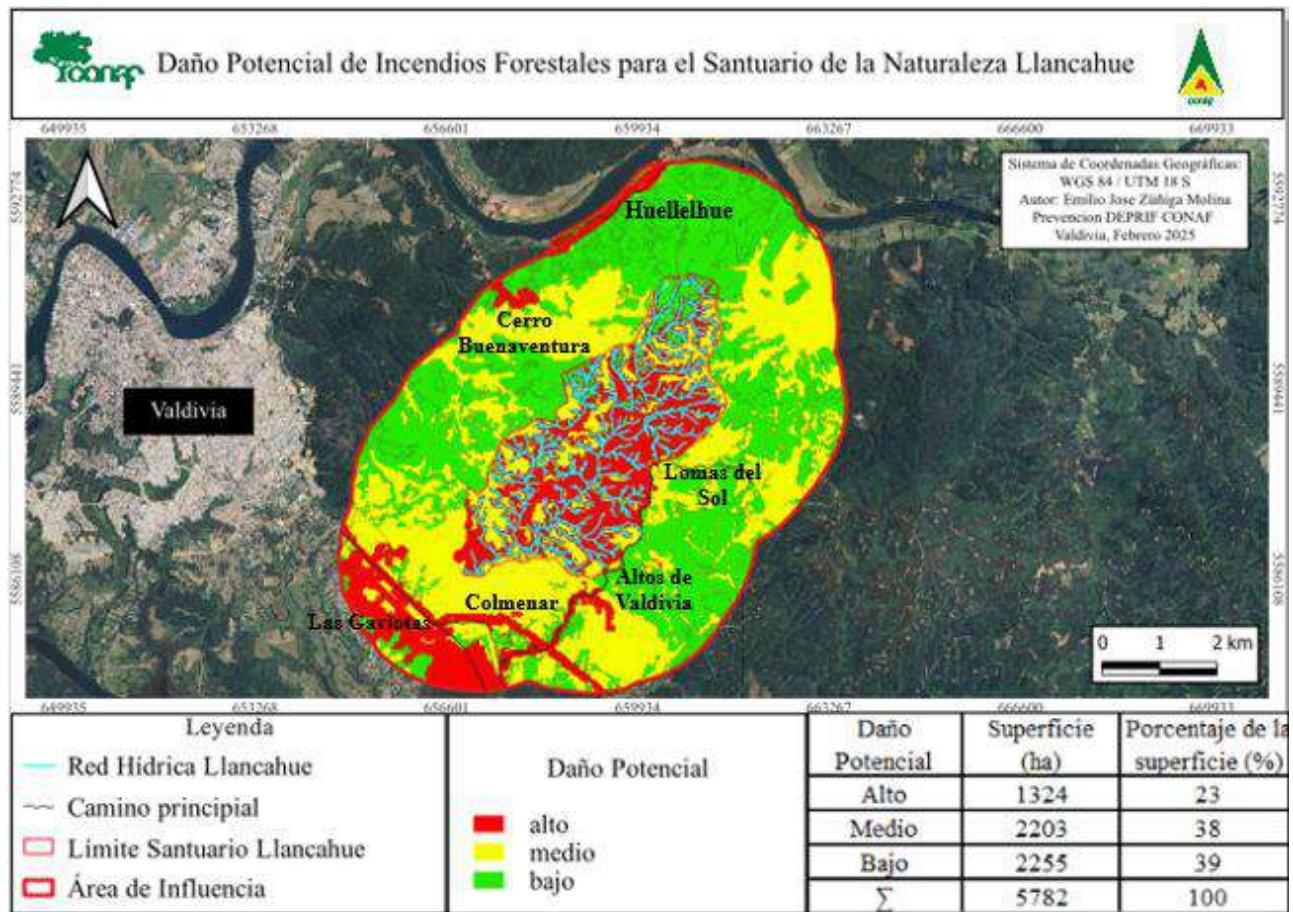 conaf
Daño Potencial de Incendios Forestales para el Santuario de la Naturaleza Llancahue
conaf
649935 653268 656601 659934 663267 666600 669933
5592774
5589441
5586108
Sistema de Coordenadas Geográficas:
WGS 84 / UTM 18 S
Autor: Emilio Jose Zúñiga Molina
Prevencion DEPRIF CONAF
Valdivia, Febrero 2025
5592774
5589441
5586108
Huellelhue
Cerro
Buenaventura
Valdivia
Lomas del
Sol
Altos de
Valdivia
Colmenar
Las Gaviotas
0 1 2 km
649935 653268 656601 659934 663267 666600 669933
Leyenda
Red Hídrica Llancahue
Camino principial
Límite Santuario Llancahue
Área de Influencia
Daño Potencial
alto
medio
bajo
Daño
Potencial
Superficie
(ha)
Porcentaje de la
superficie (%)
Alto 1324 23
Medio 2203 38
Bajo 2255 39
∑ 5782 100